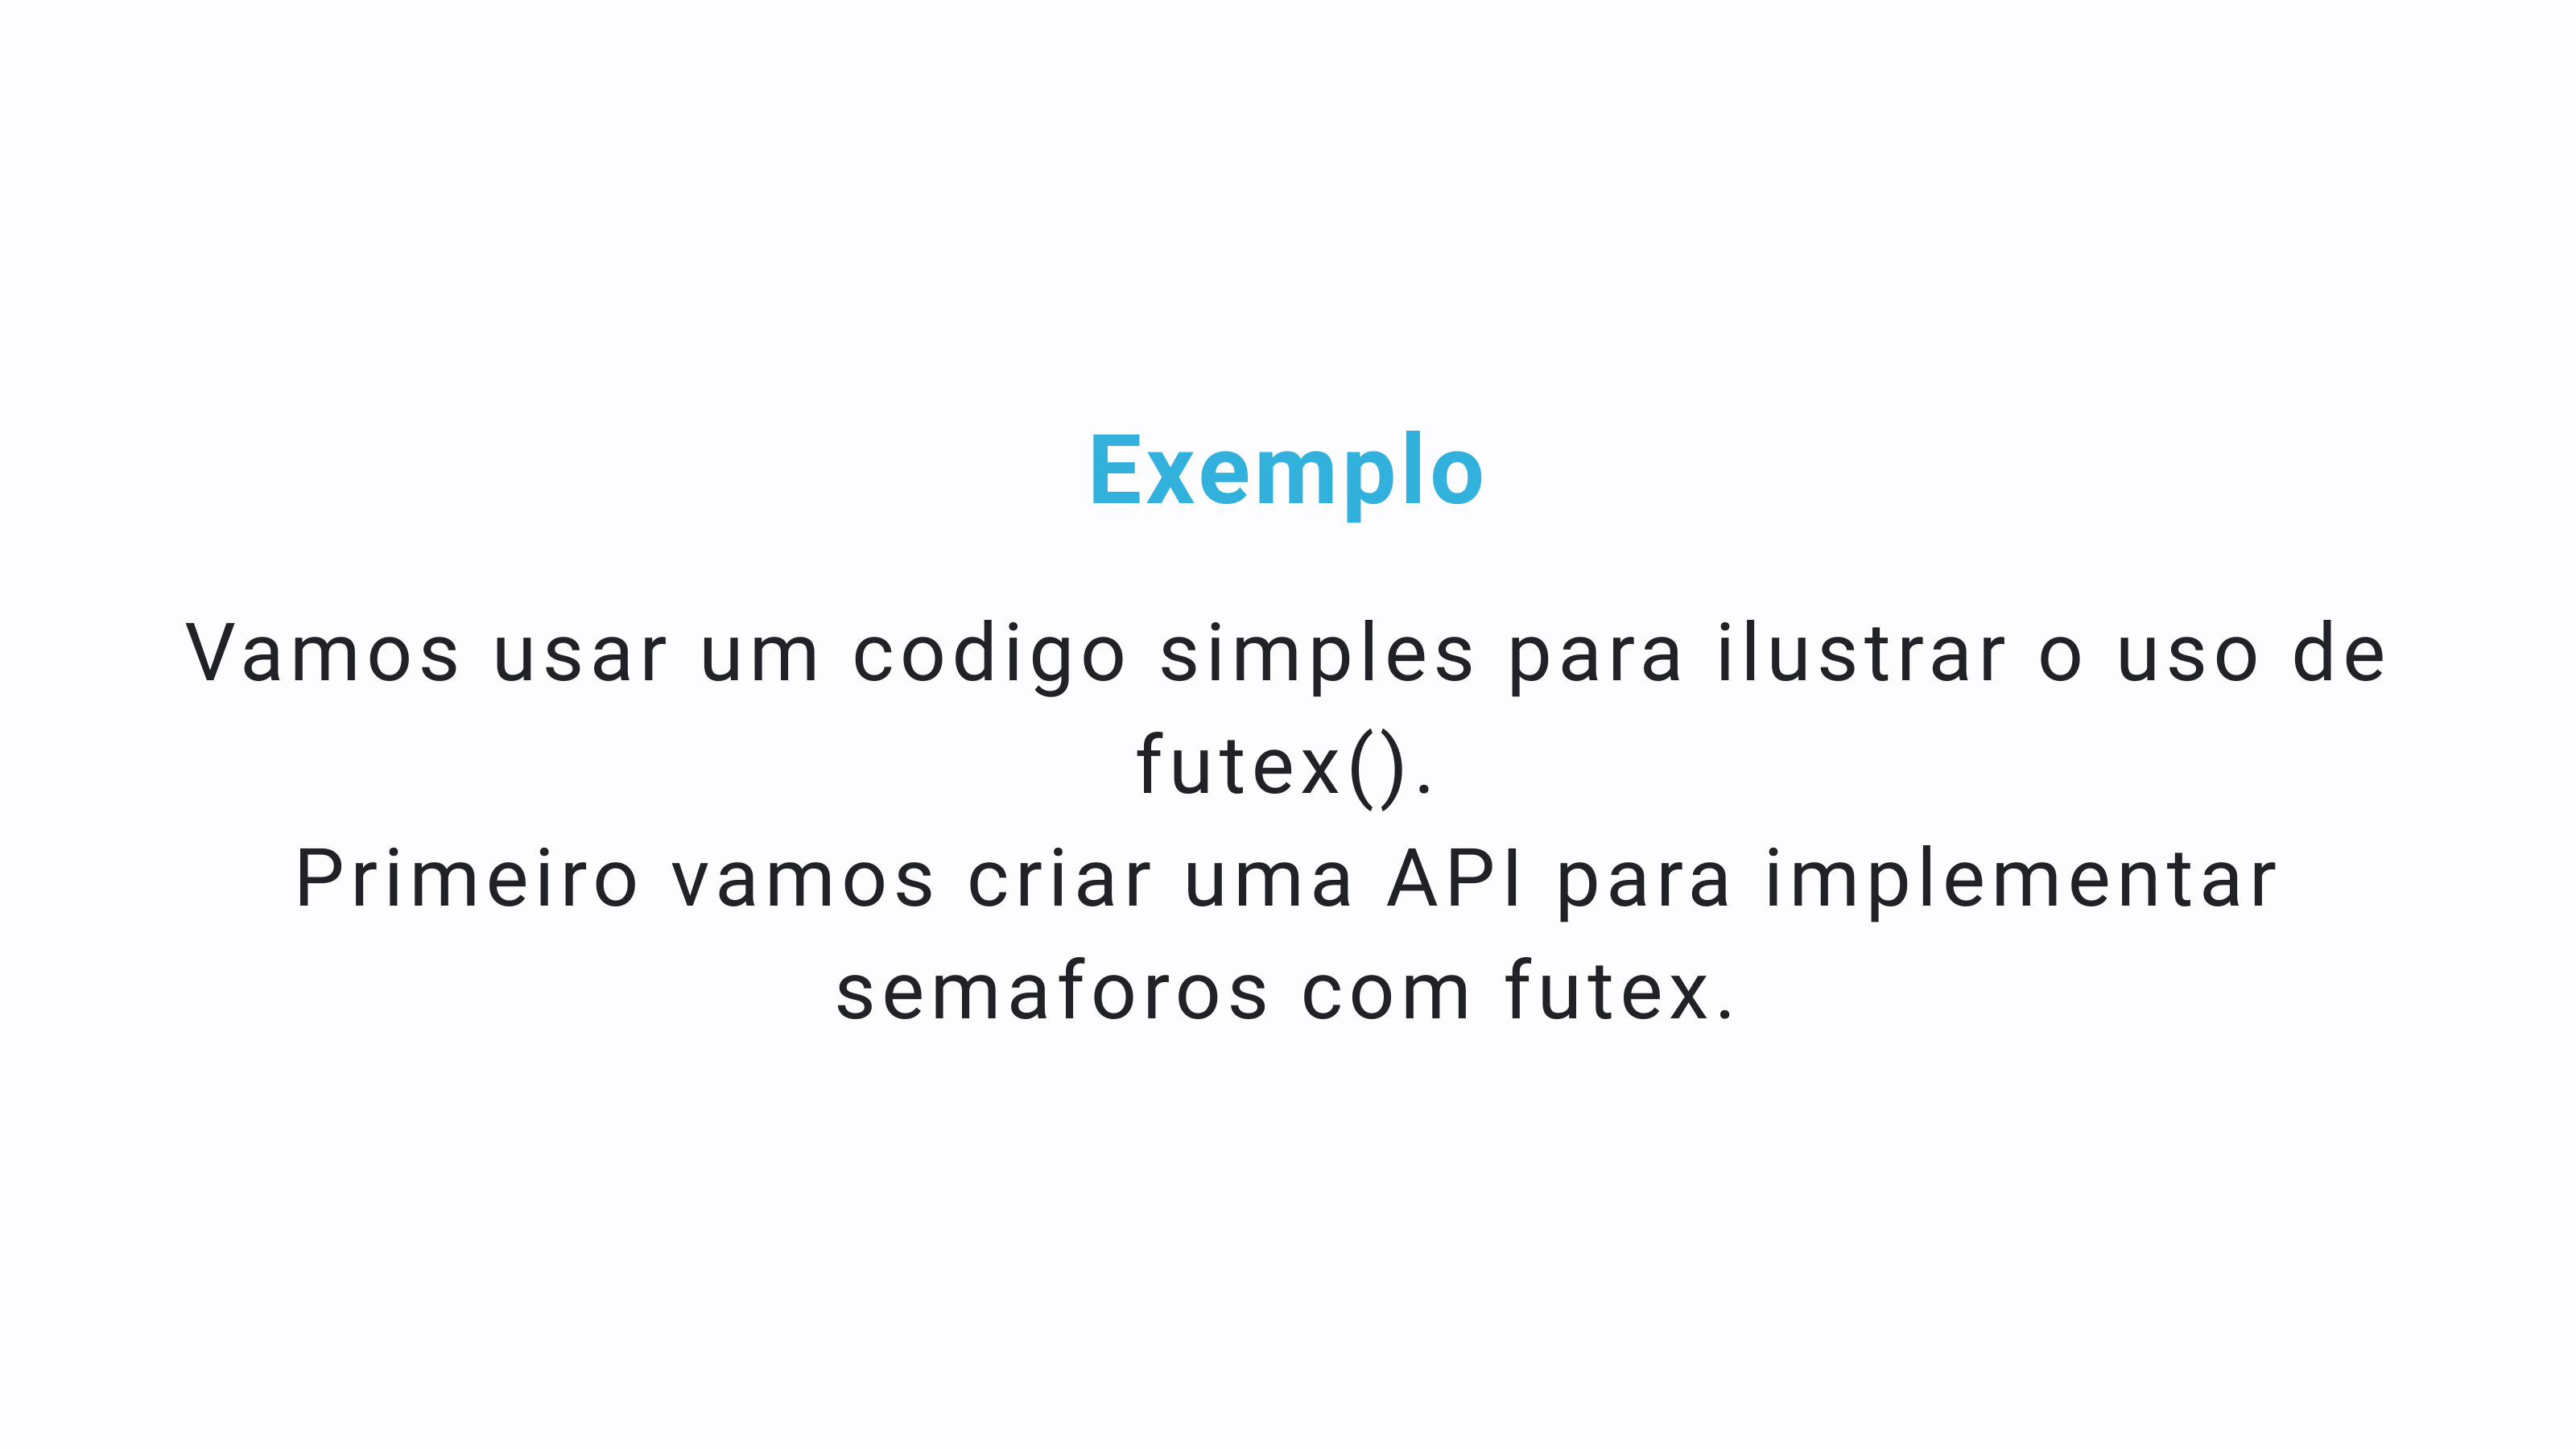 Exemplo
Vamos usar um codigo simples para ilustrar o uso de
futex().
Primeiro vamos criar uma API para implementar
semaforos com futex.